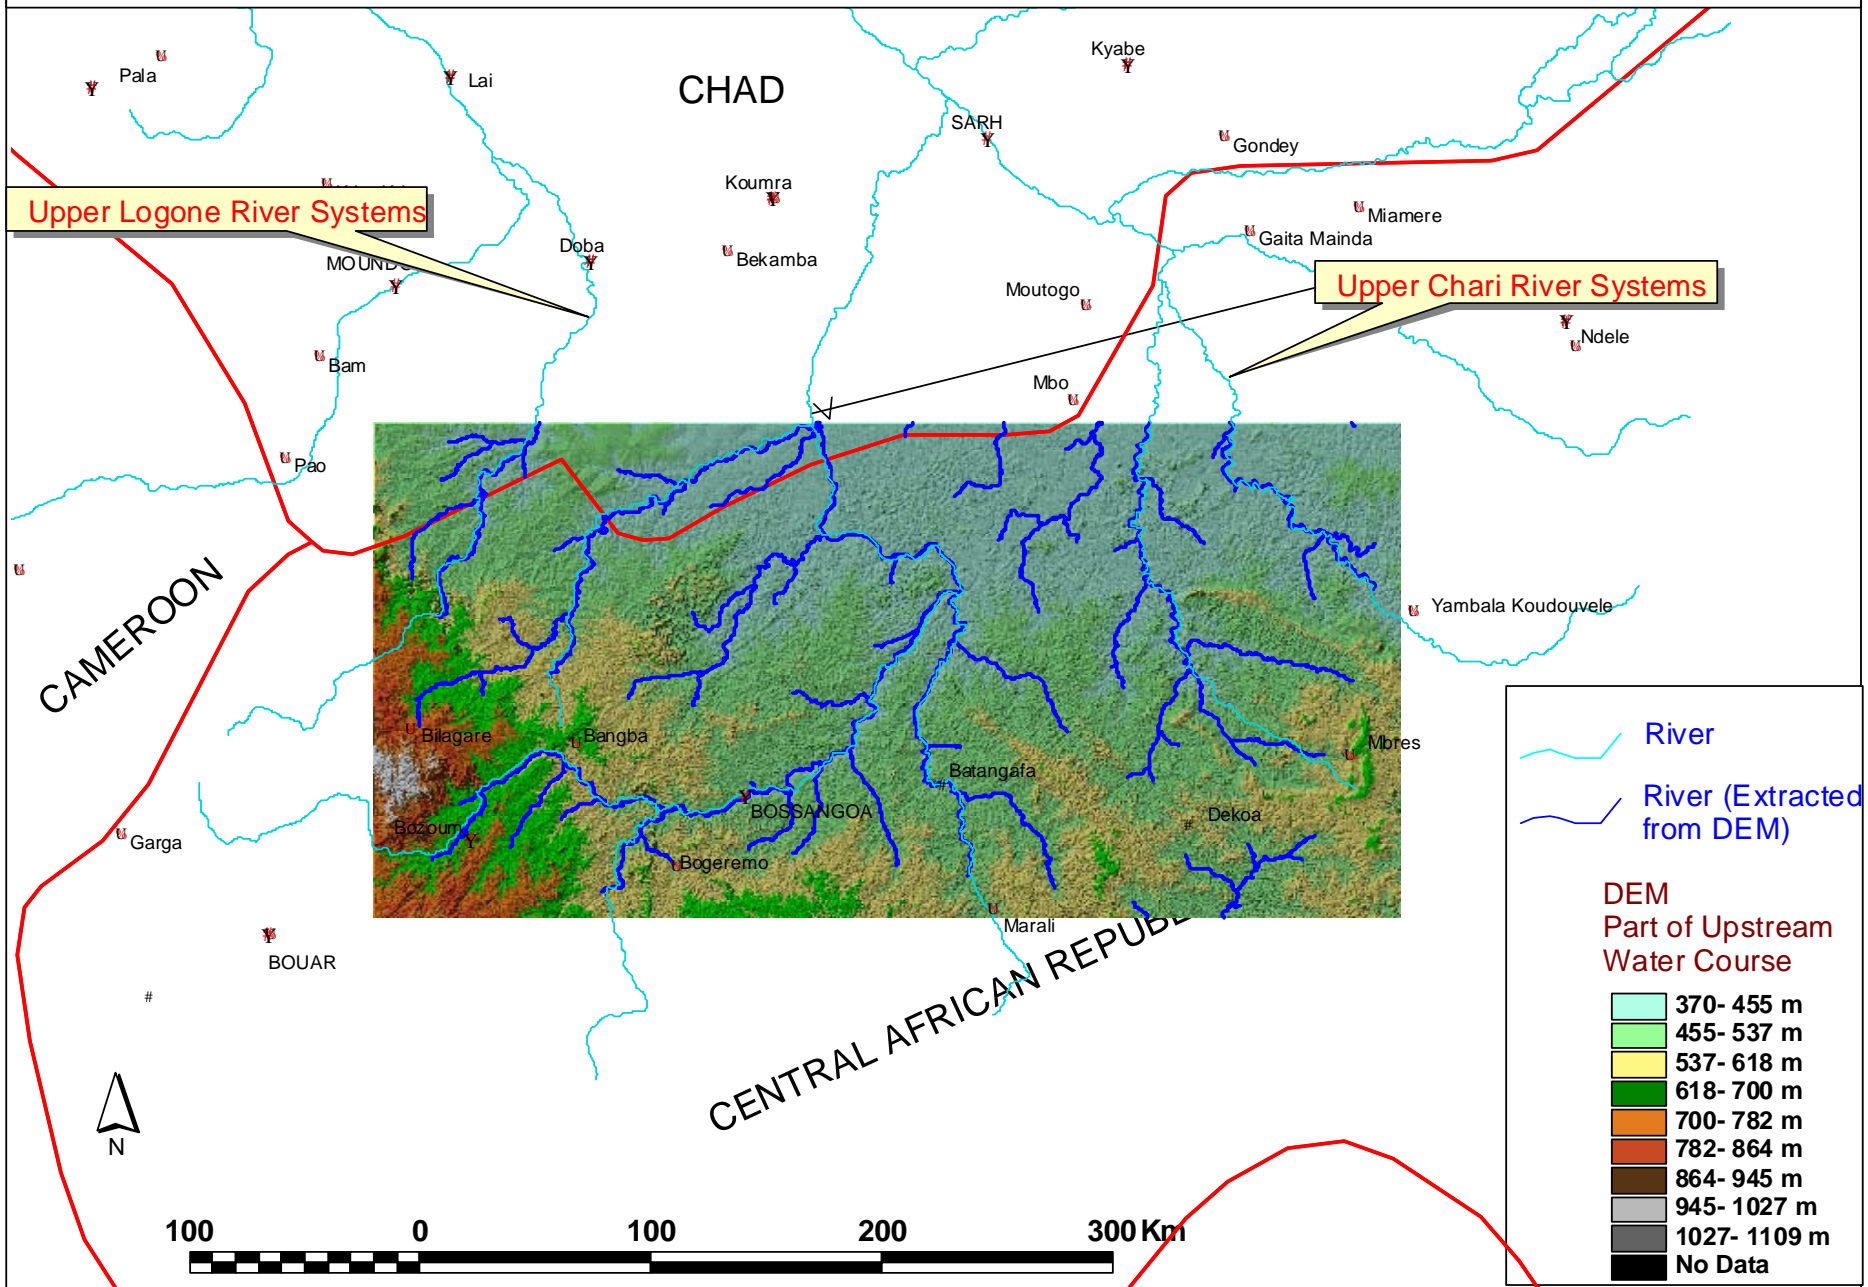 Pala
Lai
CHAD
Kyabe
SARH
Gondey
Koumra
Miamere
Upper Logone River Systems
Doba
Bekamba
Gaita Mainda
Moutogo
Upper Chari River Systems
Ndele
Bam
Mbo
Pao
CAMEROON
Yambala Koudouvele
Bilagare
Bangba
Mbres
Batangafa
BOSSANGOA
Dekoa
Bozoum
Garga
Bogeremo
Marali
BOUAR
CENTRAL AFRICAN
N
100 0 100 200 300 Km
River
River (Extracted
from DEM)
DEM
Part of Upstream
Water Course
370- 455 m
455- 537 m
537- 618 m
618- 700 m
700- 782 m
782- 864 m
864- 945 m
945- 1027 m
1027- 1109 m
No Data